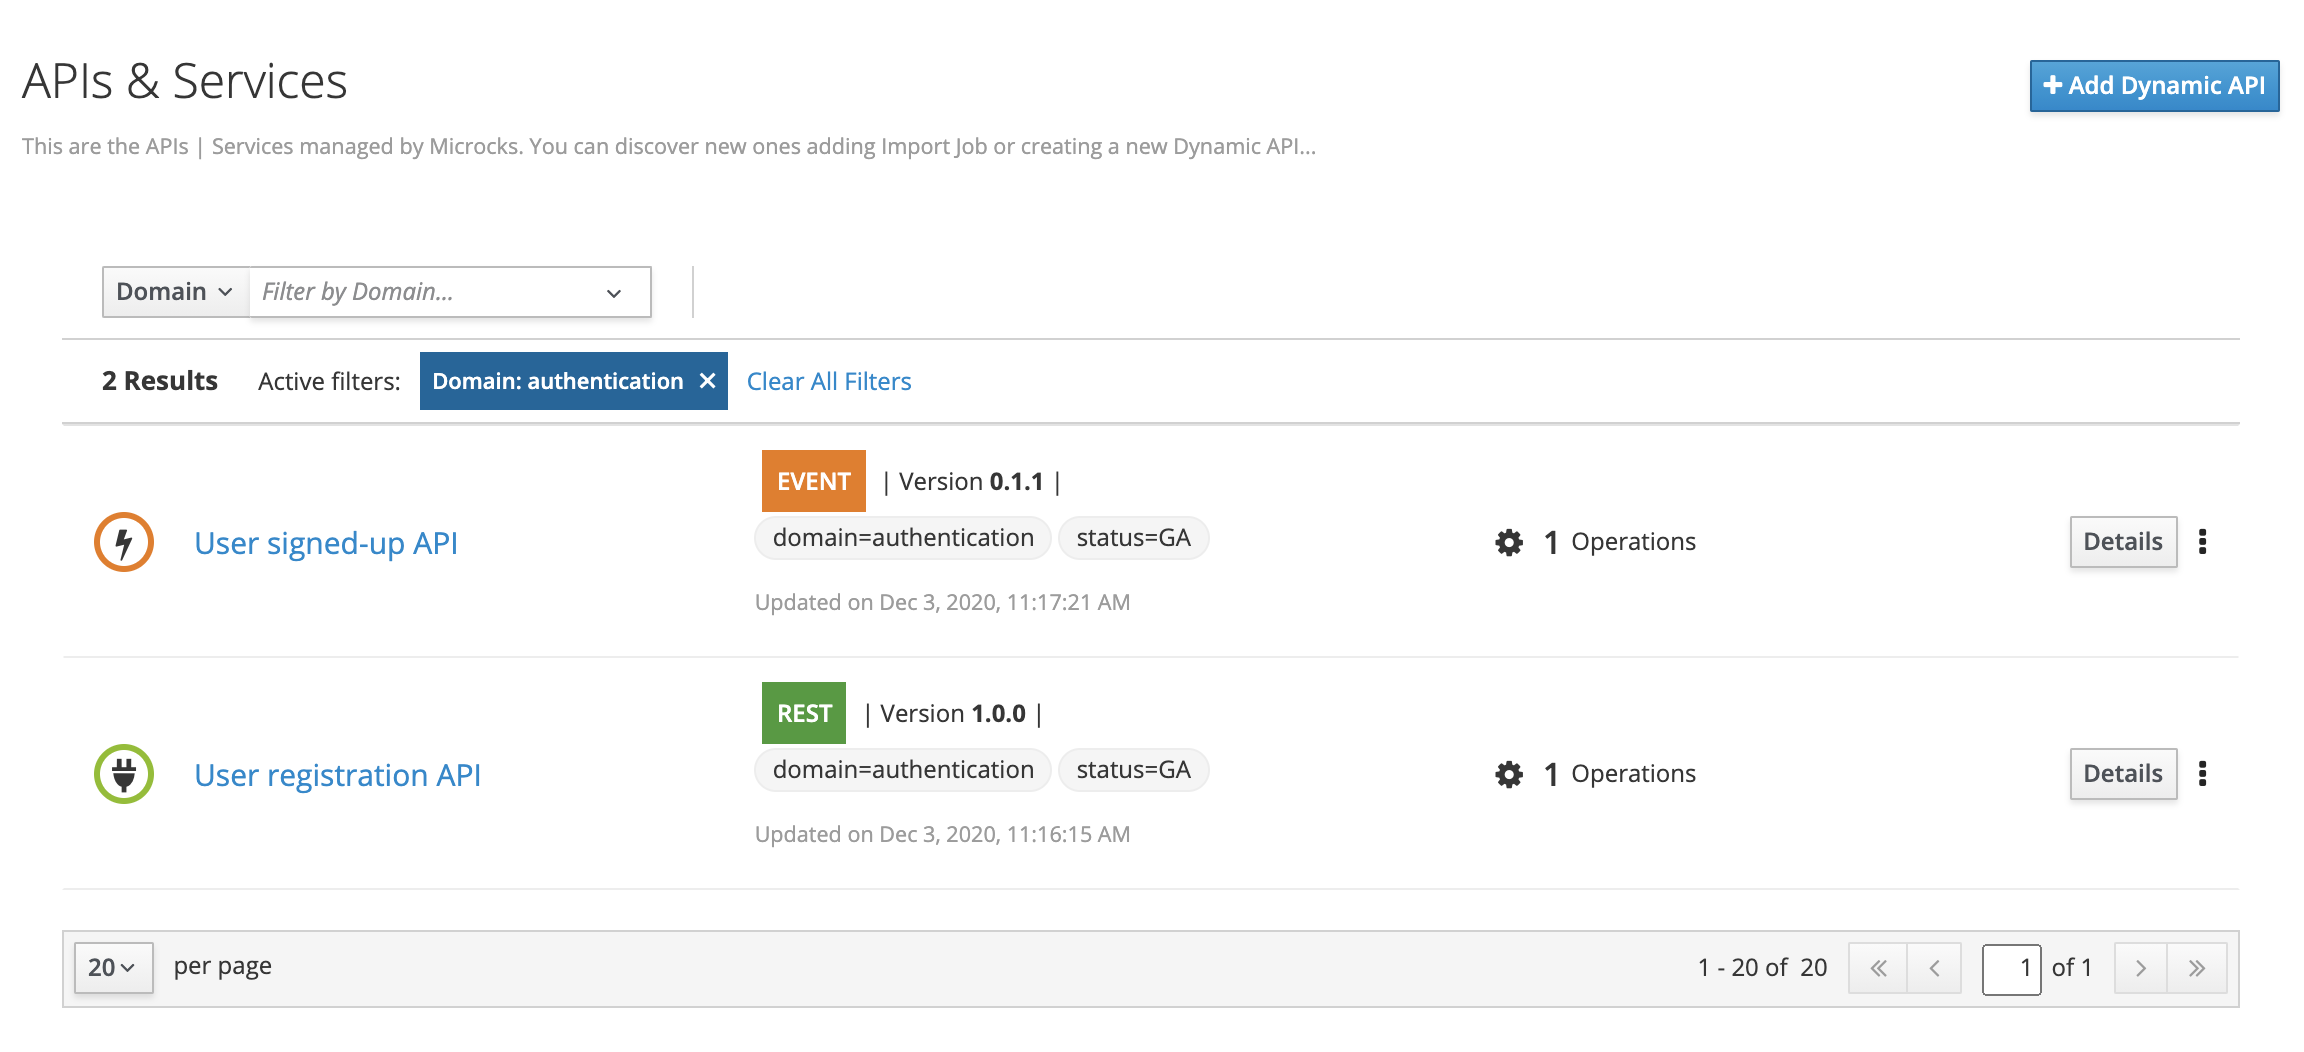 APIs & Services
+ Add Dynamic API
This are the APIs | Services managed by Microcks. You can discover new ones adding Import Job or creating a new Dynamic API...
Domain Filter by Domain...
2 Results Active filters: Domain: authentication × Clear All Filters
EVENT | Version 0.1.1 |
User signed-up API domain=authentication status=GA 1 Operations Details
Updated on Dec 3, 2020, 11:17:21 AM
REST | Version 1.0.0 |
User registration API domain=authentication status=GA 1 Operations Details
Updated on Dec 3, 2020, 11:16:15 AM
20 per page 1 - 20 of 20 « < 1 of 1 > »